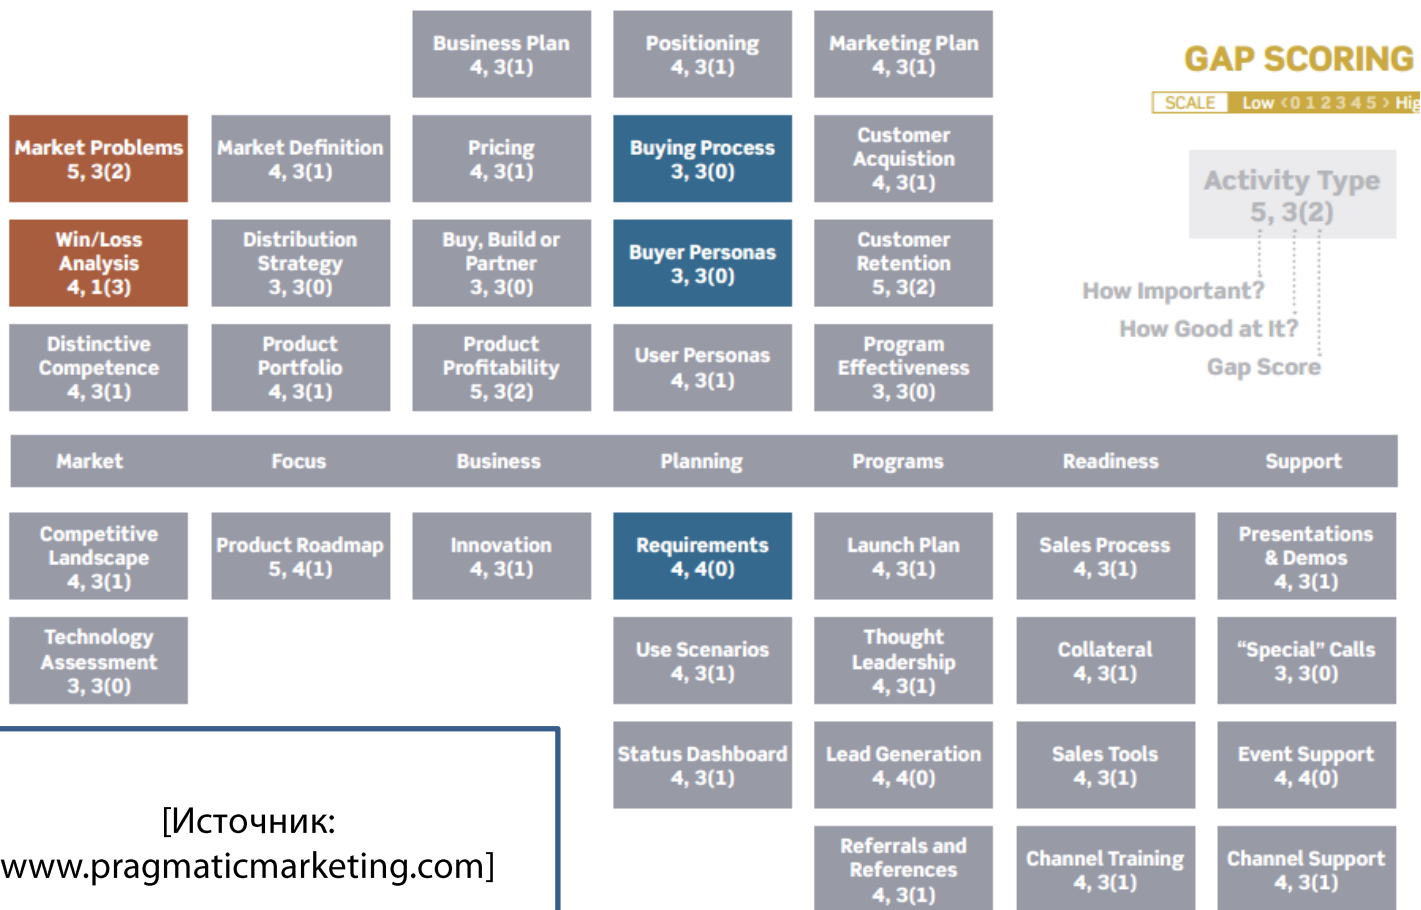 Business Plan
4, 3(1)
Positioning
4, 3(1)
Marketing Plan
4, 3(1)
GAP SCORING
SCALE Low <0 1 2 3 4 5> Hig
Market Problems
5, 3(2)
Market Definition
4, 3(1)
Pricing
4, 3(1)
Buying Process
3, 3(0)
Customer
Acquistion
4, 3(1)
Activity Type
5, 3(2)
How Important?
How Good at It?
Gap Score
Win/Loss
Analysis
4, 1(3)
Distribution
Strategy
3, 3(0)
Buy, Build or
Partner
3, 3(0)
Buyer Personas
3, 3(0)
Customer
Retention
5, 3(2)
Distinctive
Competence
4, 3(1)
Product
Portfolio
4, 3(1)
Product
Profitability
5, 3(2)
User Personas
4, 3(1)
Program
Effectiveness
3, 3(0)
Market
Focus
Business
Planning
Programs
Readiness
Support
Competitive
Landscape
4, 3(1)
Product Roadmap
5, 4(1)
Innovation
4, 3(1)
Requirements
4, 4(0)
Launch Plan
4, 3(1)
Sales Process
4, 3(1)
Presentations
& Demos
4, 3(1)
Technology
Assessment
3, 3(0)
Use Scenarios
4, 3(1)
Thought
Leadership
4, 3(1)
Collateral
4, 3(1)
“Special” Calls
3, 3(0)
Status Dashboard
4, 3(1)
Lead Generation
4, 4(0)
Sales Tools
4, 3(1)
Event Support
4, 4(0)
Referrals and
References
4, 3(1)
Channel Training
4, 3(1)
Channel Support
4, 3(1)
[Источник:
www.pragmaticmarketing.com]